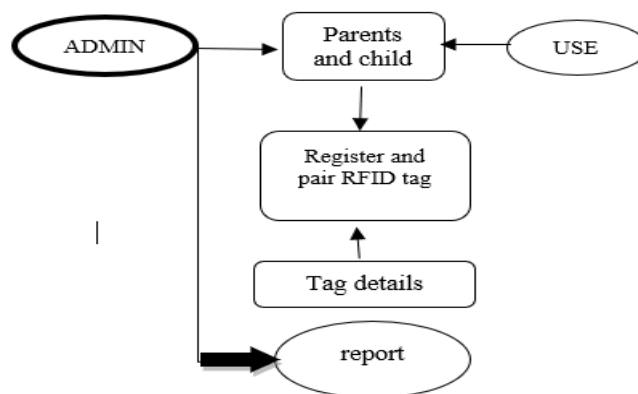 ADMIN
Parents
and child
USE
Register and
pair RFID tag
Tag details
report